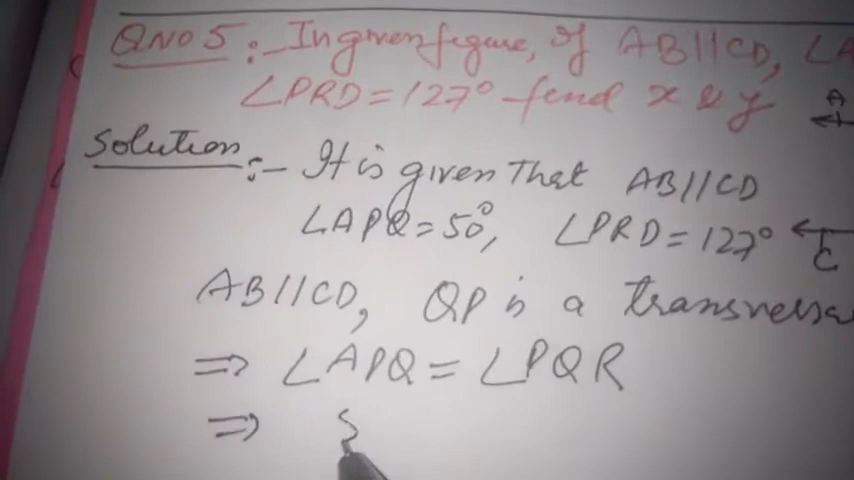 QNO 5:- In given figure, if AB//CD, ∠A
∠PRD = 127° find x & y
A
Solution:- It is given That AB//CD
∠APQ = 50°, ∠PRD = 127°
C
AB//CD, QP is a transversa
⇒ ∠APQ = ∠PQR
⇒ 5